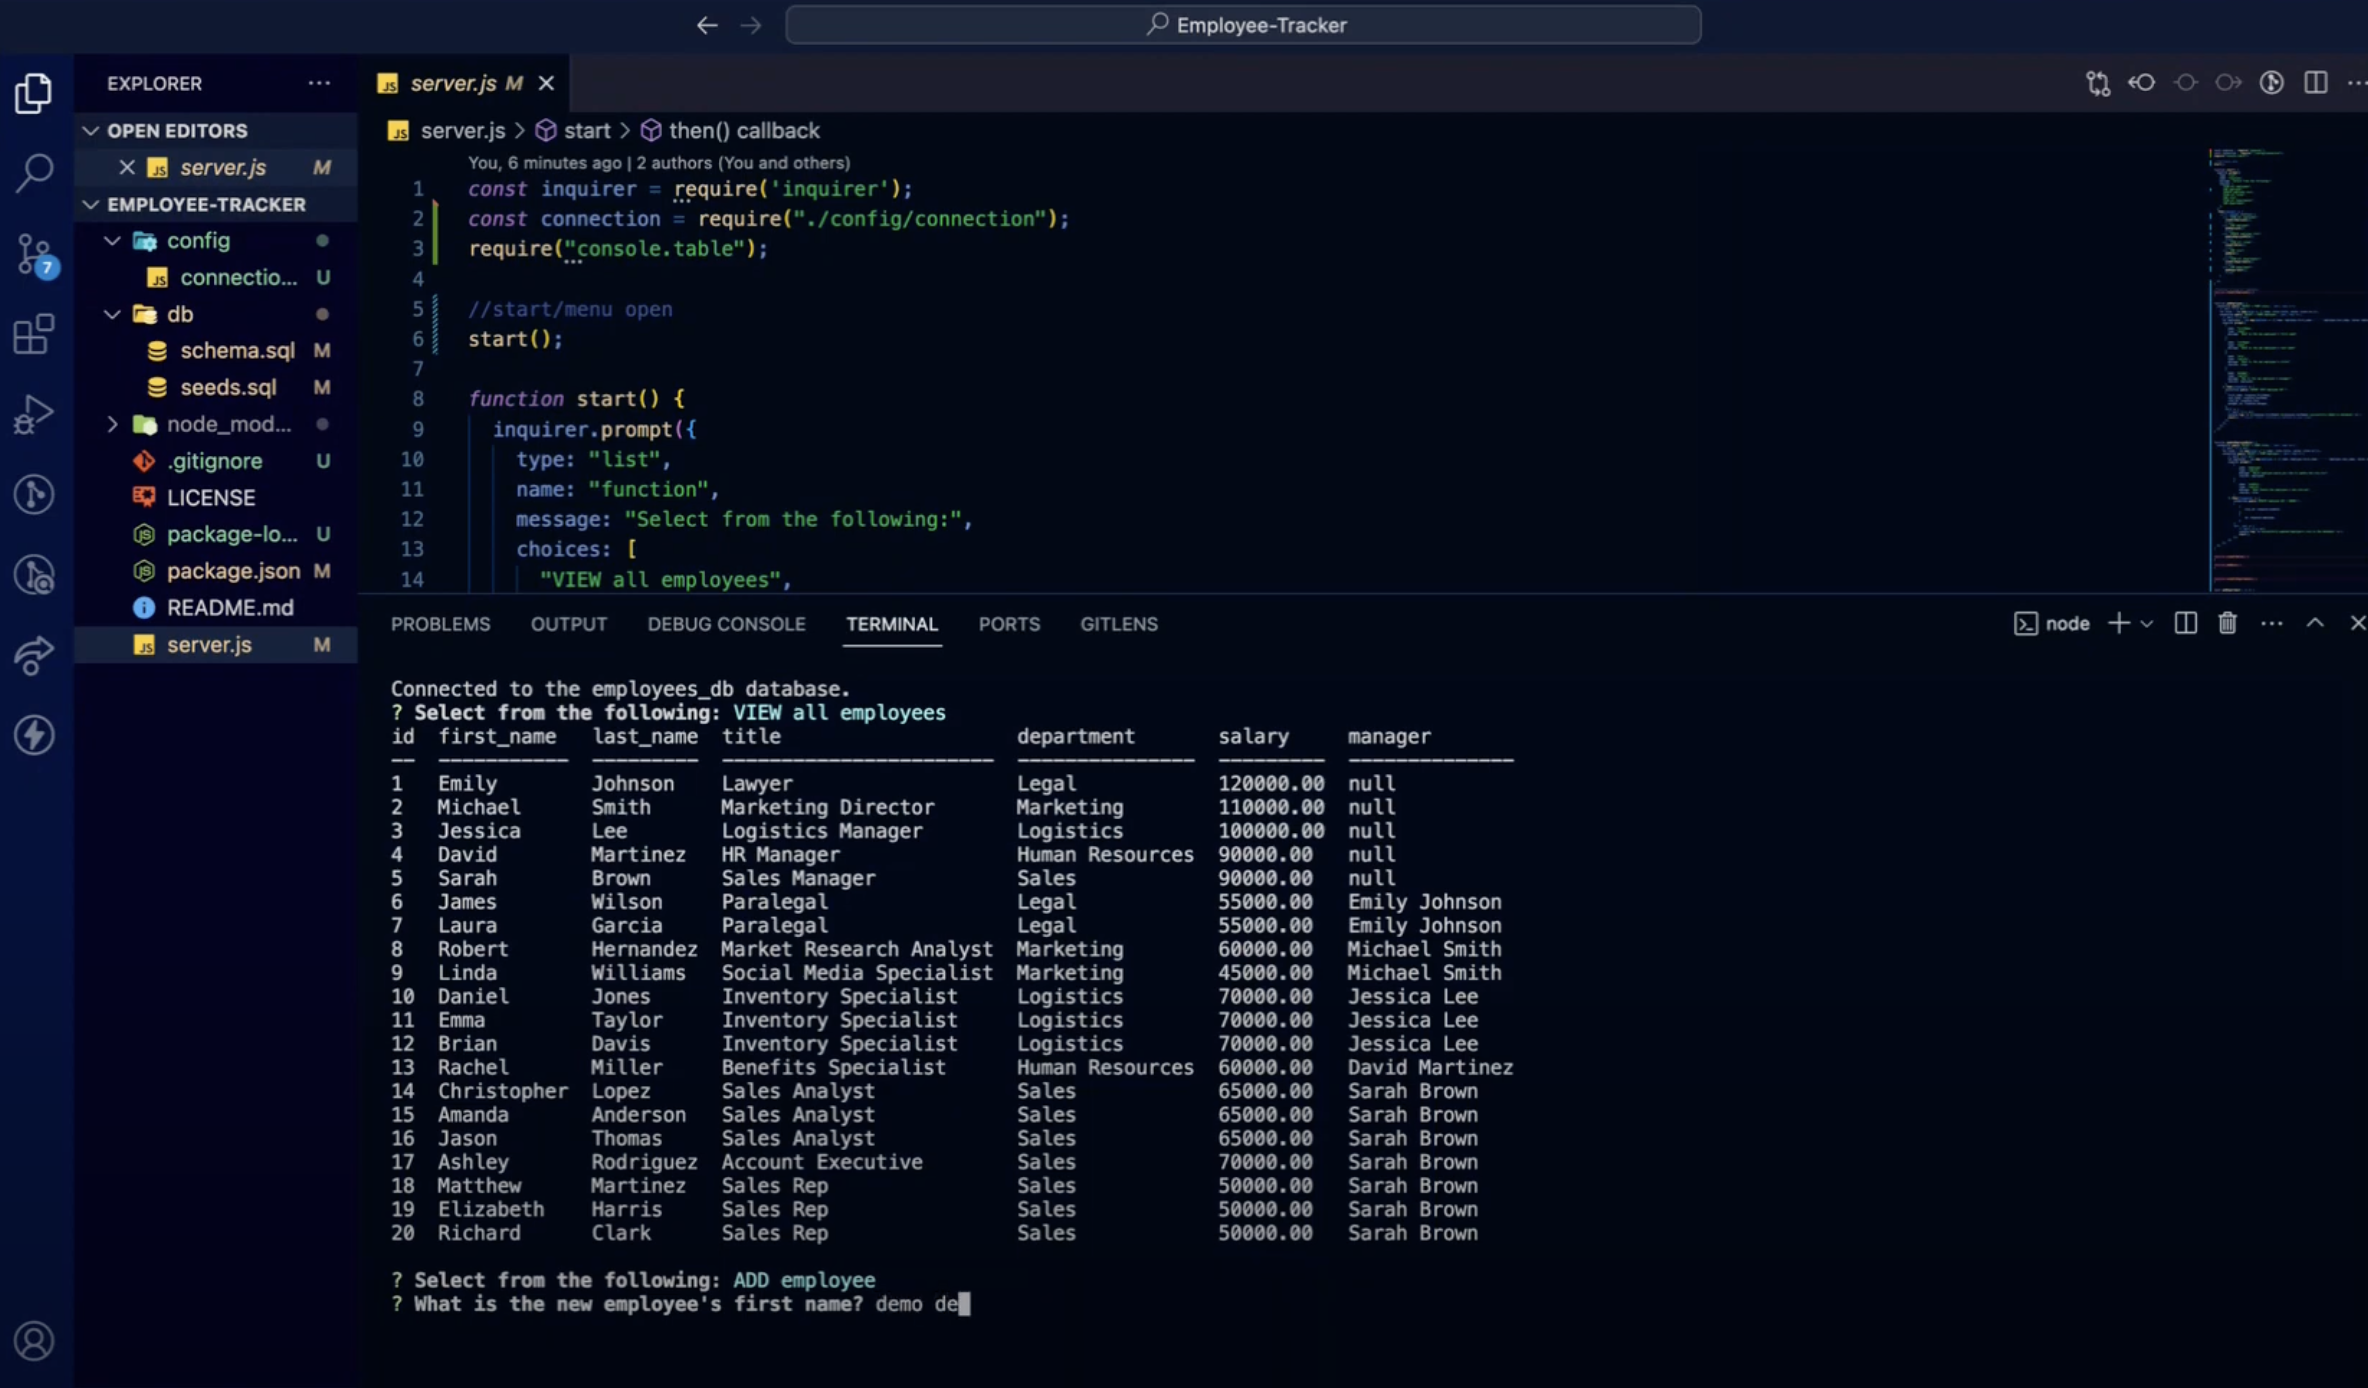 Employee-Tracker
EXPLORER
server.js M
OPEN EDITORS
server.js M
EMPLOYEE-TRACKER
config
connectio... U
db
schema.sql M
seeds.sql M
node_mod...
.gitignore U
LICENSE
package-lo... U
package.json M
README.md
server.js M
7
server.js > start > then() callback
You, 6 minutes ago | 2 authors (You and others)
1 const inquirer = require('inquirer');
2 const connection = require("./config/connection");
3 require("console.table");
4
5 //start/menu open
6 start();
7
8 function start() {
9 inquirer.prompt({
10 type: "list",
11 name: "function",
12 message: "Select from the following:",
13 choices: [
14 "VIEW all employees",
PROBLEMS OUTPUT DEBUG CONSOLE TERMINAL PORTS GITLENS
node
Connected to the employees_db database.
? Select from the following: VIEW all employees
id first_name last_name title department salary manager
1 Emily Johnson Lawyer Legal 120000.00 null
2 Michael Smith Marketing Director Marketing 110000.00 null
3 Jessica Lee Logistics Manager Logistics 100000.00 null
4 David Martinez HR Manager Human Resources 90000.00 null
5 Sarah Brown Sales Manager Sales 90000.00 null
6 James Wilson Paralegal Legal 55000.00 Emily Johnson
7 Laura Garcia Paralegal Legal 55000.00 Emily Johnson
8 Robert Hernandez Market Research Analyst Marketing 60000.00 Michael Smith
9 Linda Williams Social Media Specialist Marketing 45000.00 Michael Smith
10 Daniel Jones Inventory Specialist Logistics 70000.00 Jessica Lee
11 Emma Taylor Inventory Specialist Logistics 70000.00 Jessica Lee
12 Brian Davis Inventory Specialist Logistics 70000.00 Jessica Lee
13 Rachel Miller Benefits Specialist Human Resources 60000.00 David Martinez
14 Christopher Lopez Sales Analyst Sales 65000.00 Sarah Brown
15 Amanda Anderson Sales Analyst Sales 65000.00 Sarah Brown
16 Jason Thomas Sales Analyst Sales 65000.00 Sarah Brown
17 Ashley Rodriguez Account Executive Sales 70000.00 Sarah Brown
18 Matthew Martinez Sales Rep Sales 50000.00 Sarah Brown
19 Elizabeth Harris Sales Rep Sales 50000.00 Sarah Brown
20 Richard Clark Sales Rep Sales 50000.00 Sarah Brown
? Select from the following: ADD employee
? What is the new employee's first name? demo de